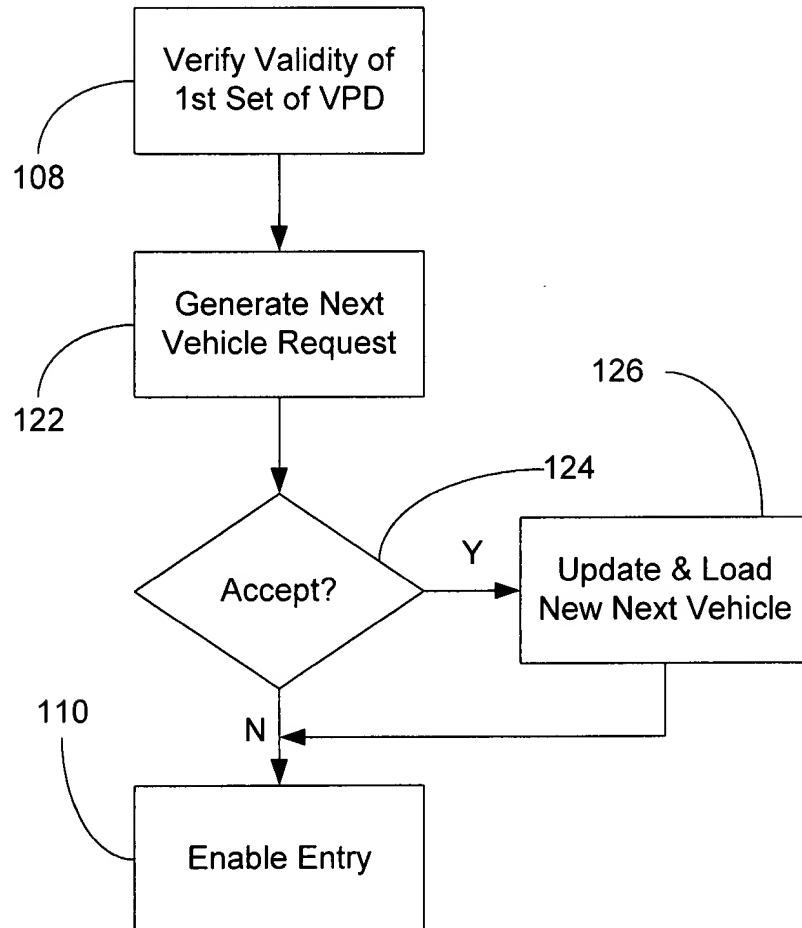 Verify Validity of
1st Set of VPD
108
Generate Next
Vehicle Request
122
126
124
Accept?
Y
Update & Load
New Next Vehicle
N
110
Enable Entry